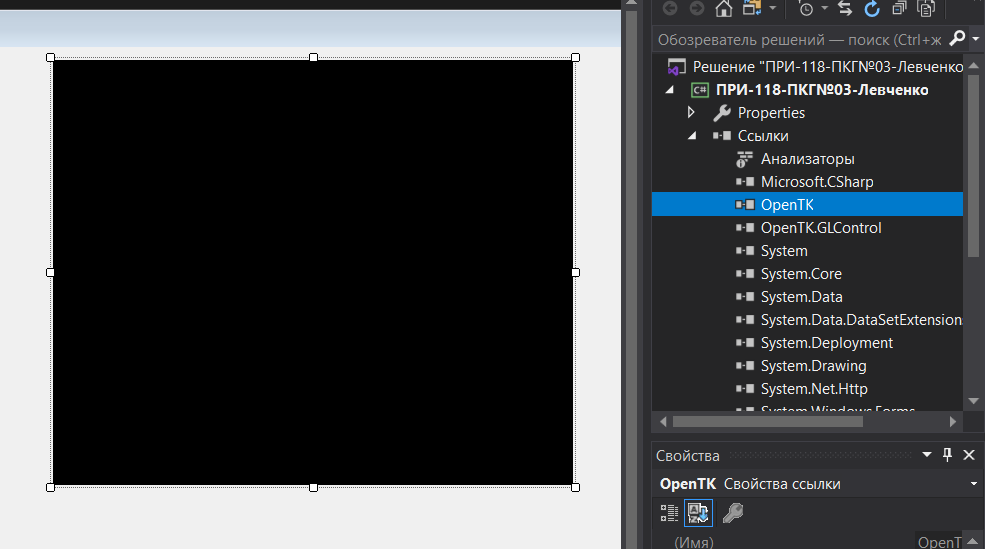 Обозреватель решений — поиск (Ctrl+ж
Решение "ПРИ-118-ПКГ№03-Левченко
C# ПРИ-118-ПКГ№03-Левченко
Properties
Ссылки
Анализаторы
Microsoft.CSharp
OpenTK
OpenTK.GLControl
System
System.Core
System.Data
System.Data.DataSetExtension
System.Deployment
System.Drawing
System.Net.Http
System.Windows.Forms
Свойства
OpenTK Свойства ссылки
(Имя) OpenT